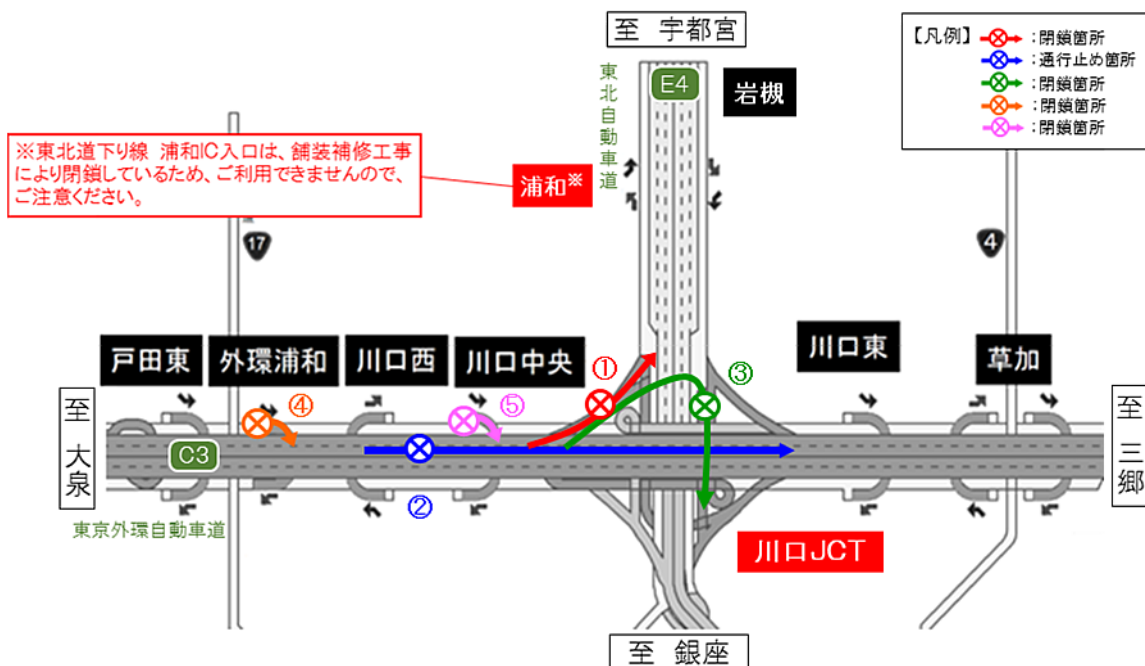 至 宇都宮
【凡例】
:閉鎖箇所
:通行止め箇所
:閉鎖箇所
:閉鎖箇所
:閉鎖箇所
東北自動車道
E4
岩槻
※東北道下り線 浦和IC入口は、舗装補修工事
により閉鎖しているため、ご利用できませんので、
ご注意ください。
浦和※
17
4
戸田東
外環浦和
川口西
川口中央
川口東
草加
①
③
④
⑤
②
至 大泉
C3
至 三郷
東京外環自動車道
川口JCT
至 銀座